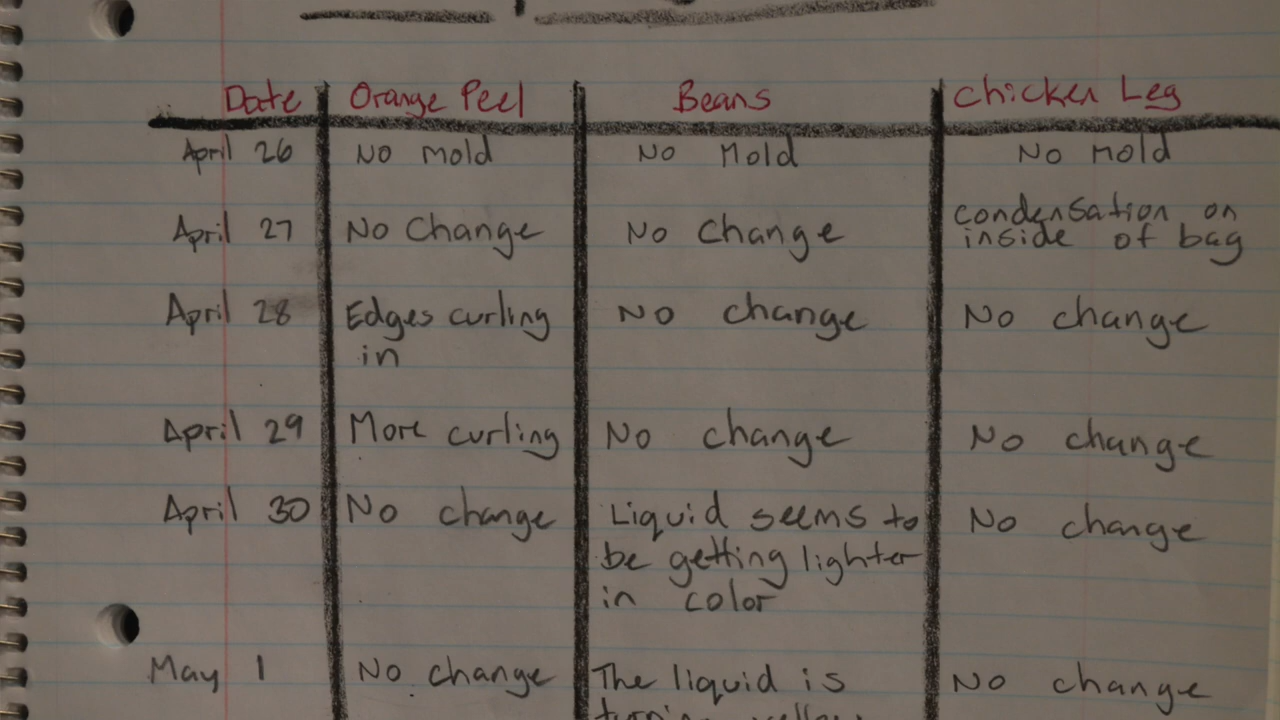 Date Orange Peel Beans Chicken Leg
April 26 No Mold No Mold No Mold
April 27 No Change No Change condensation on
inside of bag
April 28 Edges curling No change No change
in
April 29 More curling No change No change
April 30 No change Liquid seems to No change
be getting lighter
in color
May 1 No change The liquid is No change
turning yellow